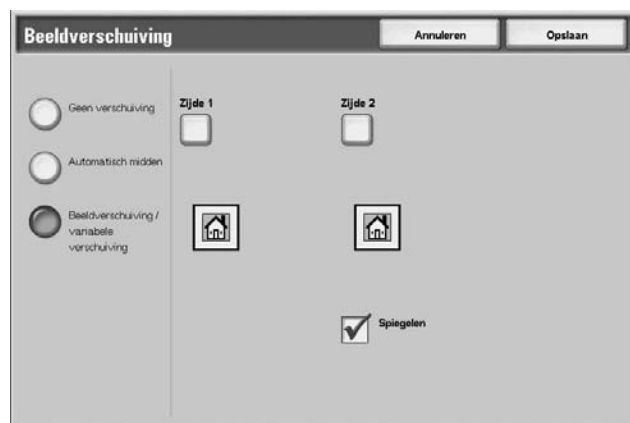 Beeldverschuiving
Annuleren
Opslaan
Geen verschuiving
Automatisch midden
Beeldverschuiving /
variabele
verschuiving
Zijde 1
Zijde 2
Spiegelen